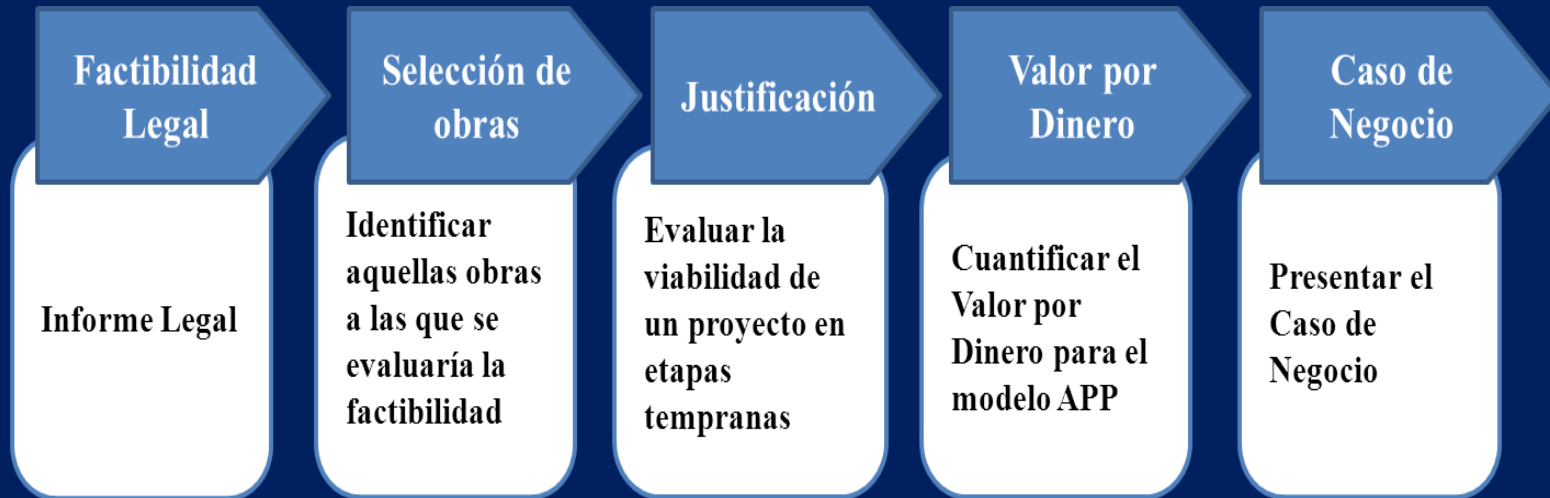 Factibilidad
Legal
Selección de
obras
Justificación
Valor por
Dinero
Caso de
Negocio
Informe Legal
Identificar
aquellas obras
a las que se
evaluaría la
factibilidad
Evaluar la
viabilidad de
un proyecto en
etapas
tempranas
Cuantificar el
Valor por
Dinero para el
modelo APP
Presentar el
Caso de
Negocio